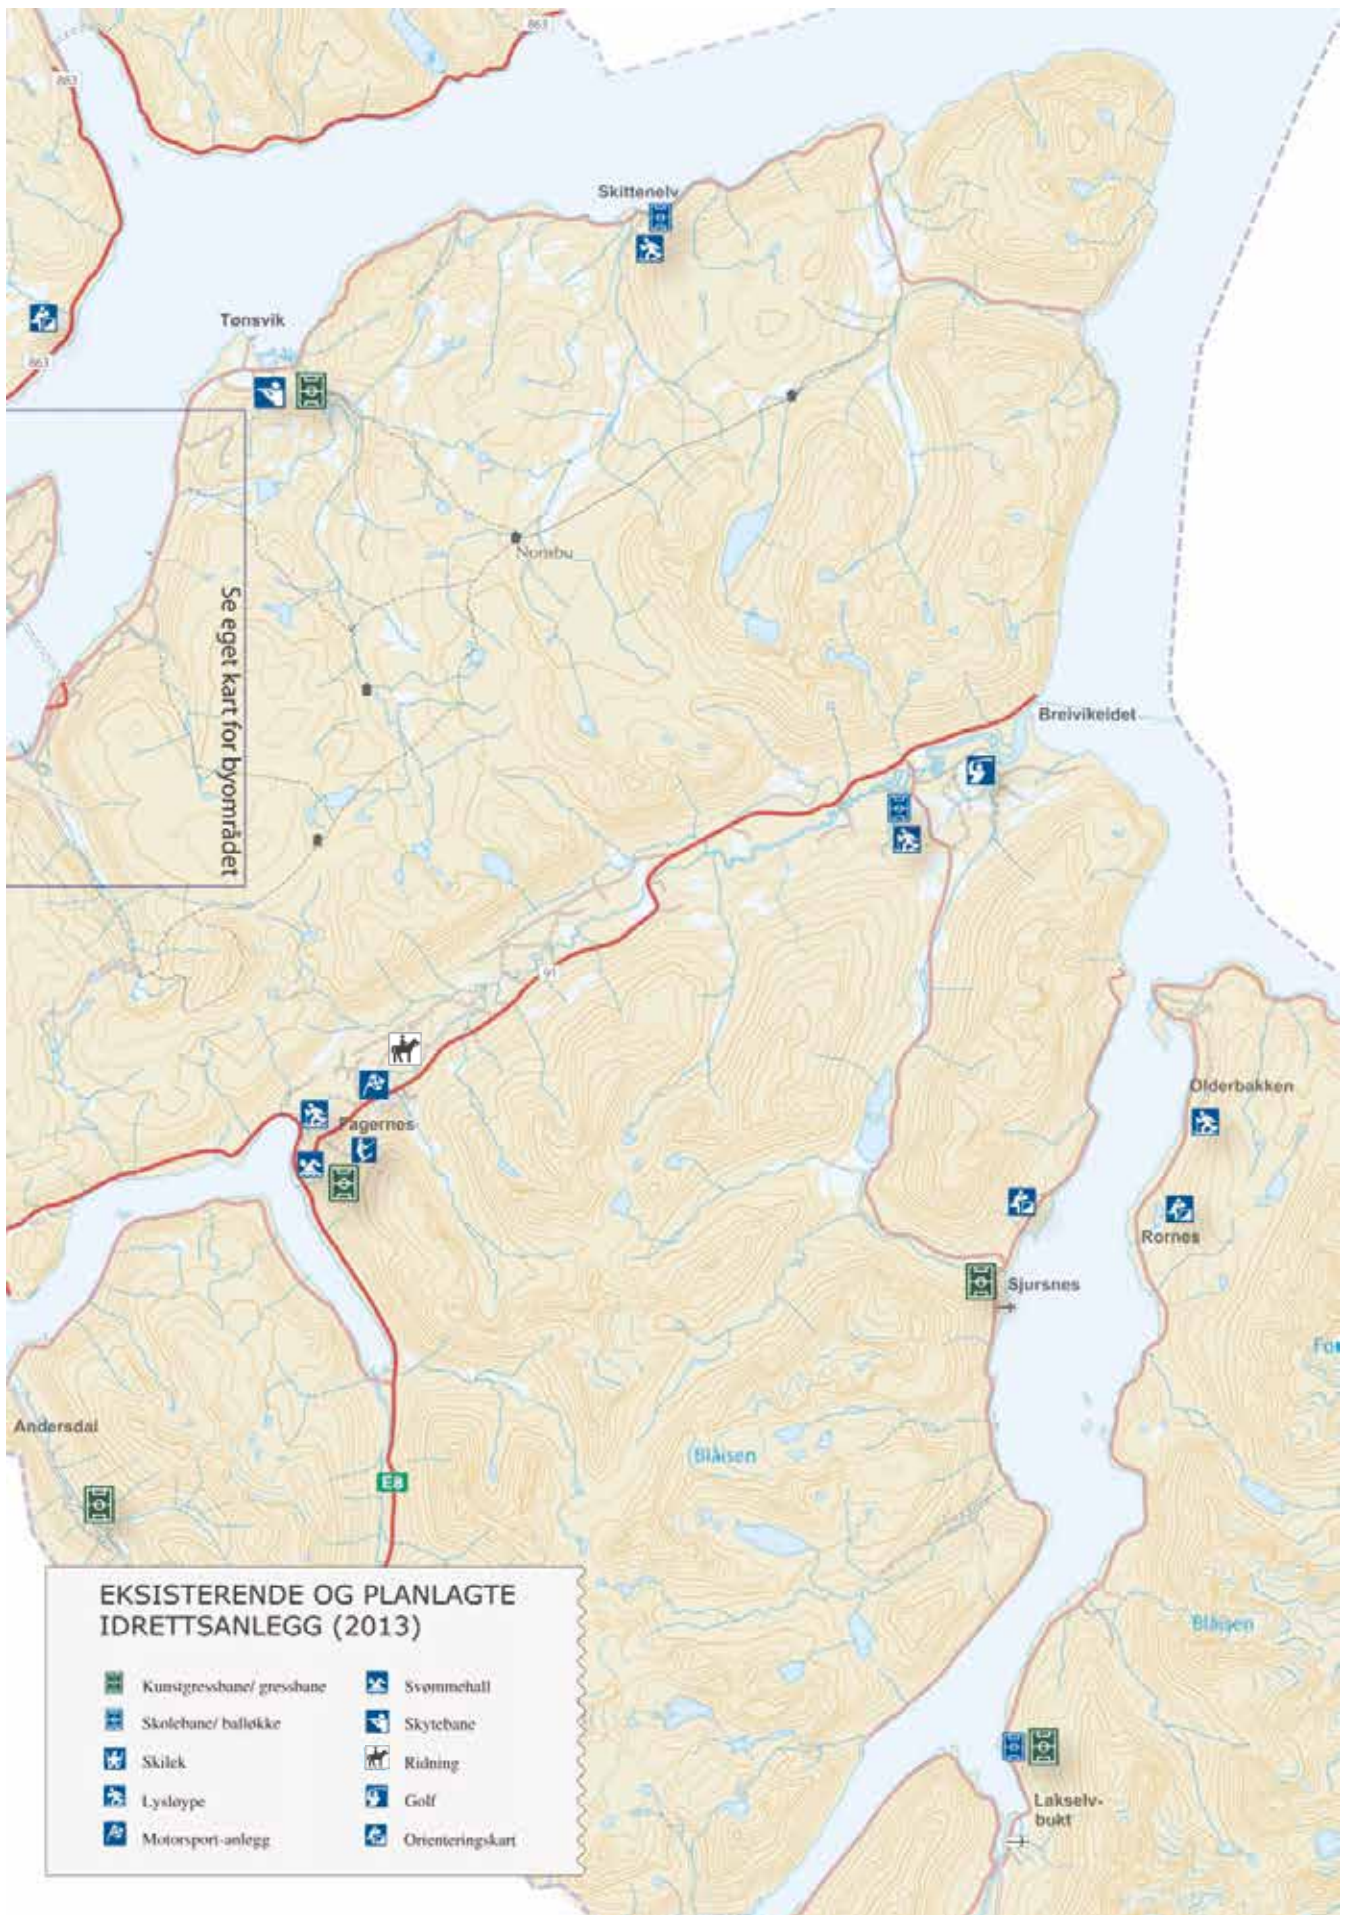 863
863
Skittenelv
Tønsvik
863
Nonsbu
Se eget kart for byområdet
Breivikeidet
91
Olderbakken
Fagernes
Rornes
Sjursnes
Andersdal
Blåisen
E8
EKSISTERENDE OG PLANLAGTE
IDRETTSANLEGG (2013)
Kunstgressbane/ gressbane
Skolebane/ balløkke
Skilek
Lysløype
Motorsport-anlegg
Svømmehall
Skytebane
Ridning
Golf
Orienteringskart
Blåisen
Lakselv-
bukt